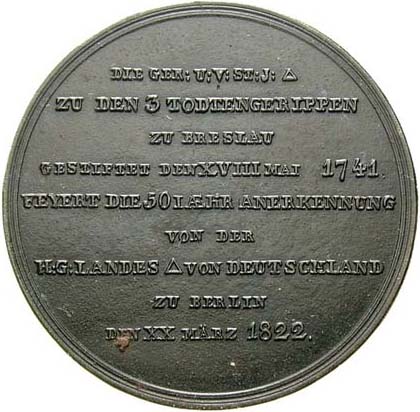 DIE GER: U: V: ST: J: △
ZU DEN 3 TODTENGERIPPEN
ZU BRESLAU
GESTIFTET DEN XVIII MAI 1741.
FEYERT DIE 50 IÆHR ANERKENNUNG
VON DER
H: G: LANDES △ VON DEUTSCHLAND
ZU BERLIN
DEN XX MÄRZ 1822.